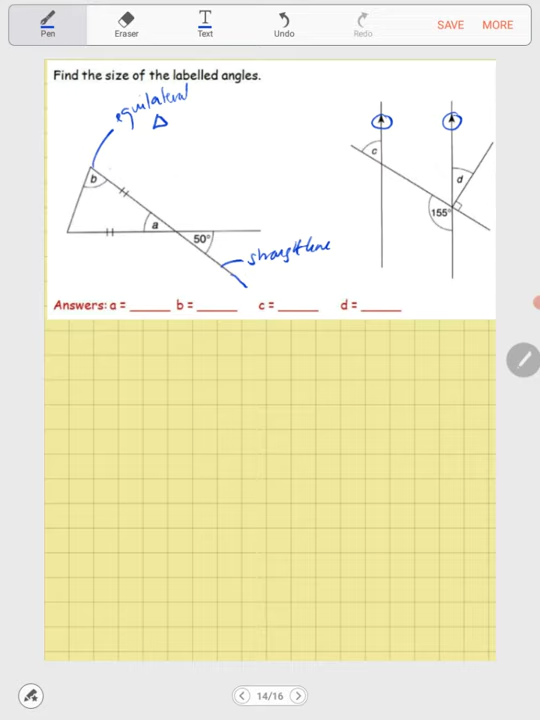 Pen
Eraser
T
Text
Undo
Redo
SAVE
MORE
Find the size of the labelled angles.
equilateral
Δ
b
a
50°
straight line
c
d
155°
Answers: a = ______ b = ______ c = ______ d = ______
14/16